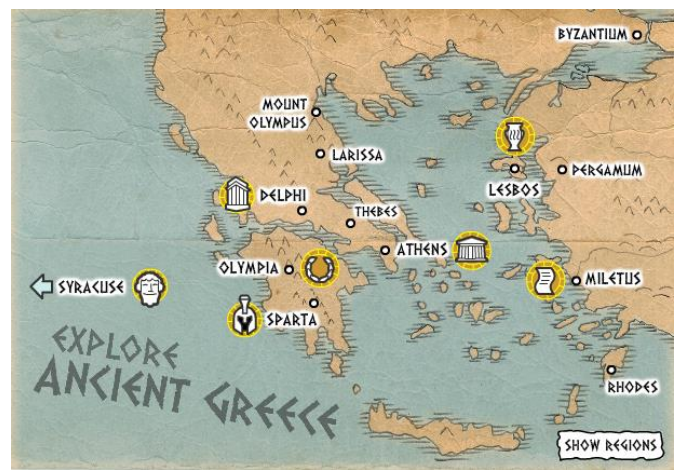 BYZANTIUM
MOUNT
OLYMPUS
LARISSA
PERGAMUM
LESBOS
DELPHI
THEBES
ATHENS
OLYMPIA
SYRACUSE
MILETUS
SPARTA
EXPLORE
ANCIENT GREECE
RHODES
SHOW REGIONS